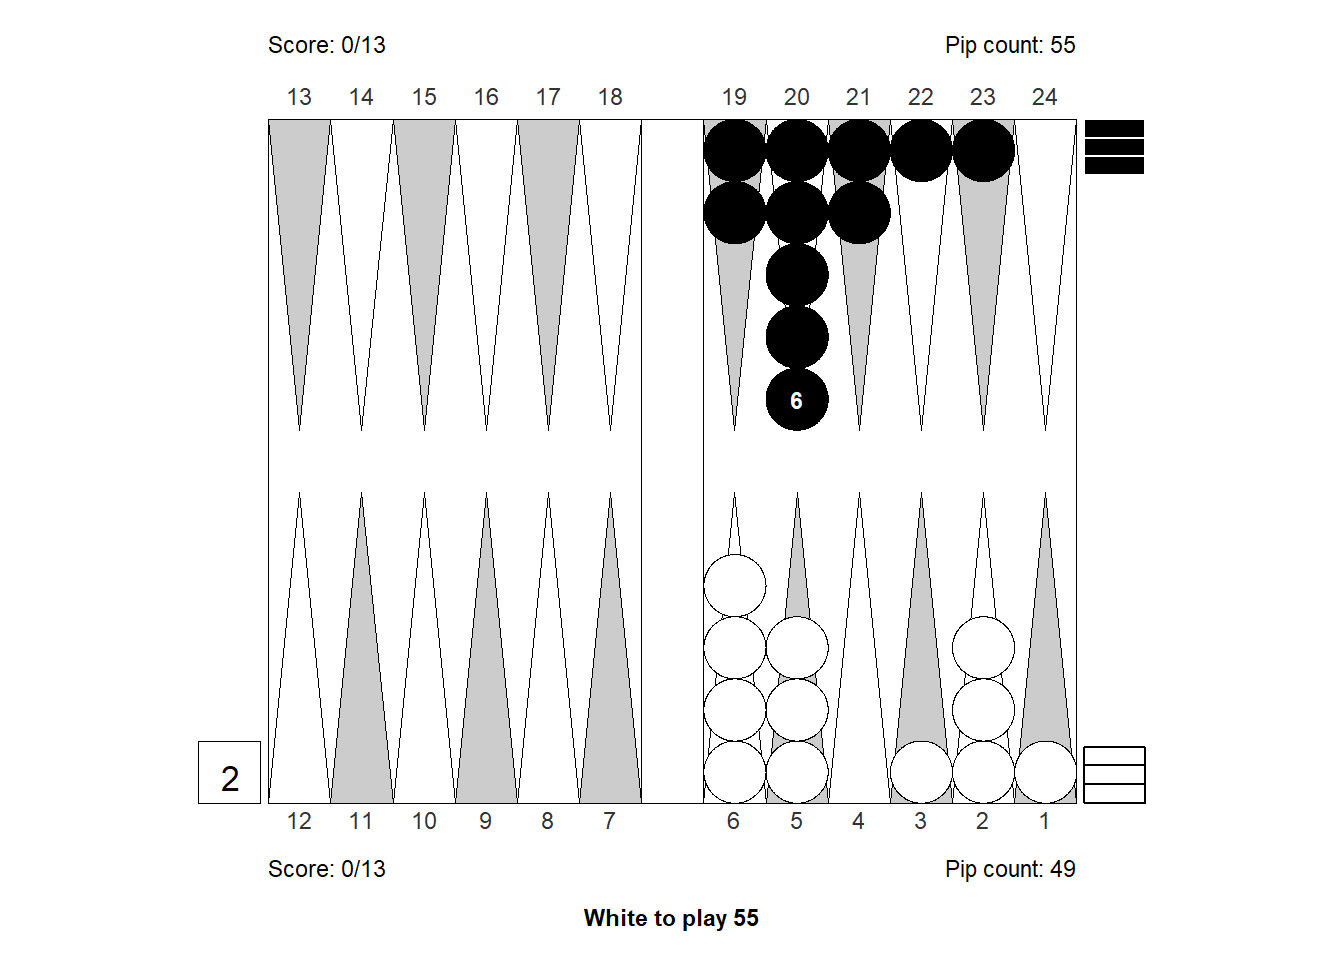 Score: 0/13 Pip count: 55
13 14 15 16 17 18 19 20 21 22 23 24
6
2
12 11 10 9 8 7 6 5 4 3 2 1
Score: 0/13 Pip count: 49
White to play 55